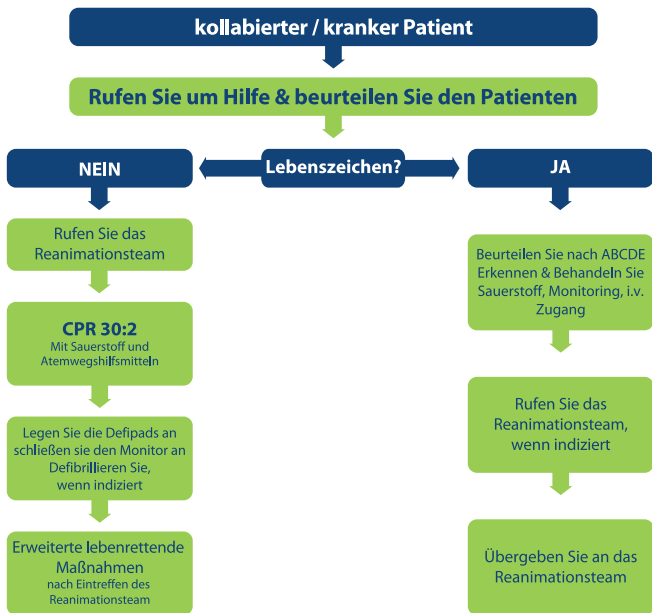 kollabierter / kranker Patient
Rufen Sie um Hilfe & beurteilen Sie den Patienten
NEIN
Lebenszeichen?
JA
Rufen Sie das
Reanimationsteam
CPR 30:2
Mit Sauerstoff und
Atemwegshilfsmitteln
Legen Sie die Defipads an
schließen sie den Monitor an
Defibrillieren Sie,
wenn indiziert
Erweiterte lebenrettende
Maßnahmen
nach Eintreffen des
Reanimationsteam
Beurteilen Sie nach ABCDE
Erkennen & Behandeln Sie
Sauerstoff, Monitoring, i.v.
Zugang
Rufen Sie das
Reanimationsteam,
wenn indiziert
Übergeben Sie an das
Reanimationsteam